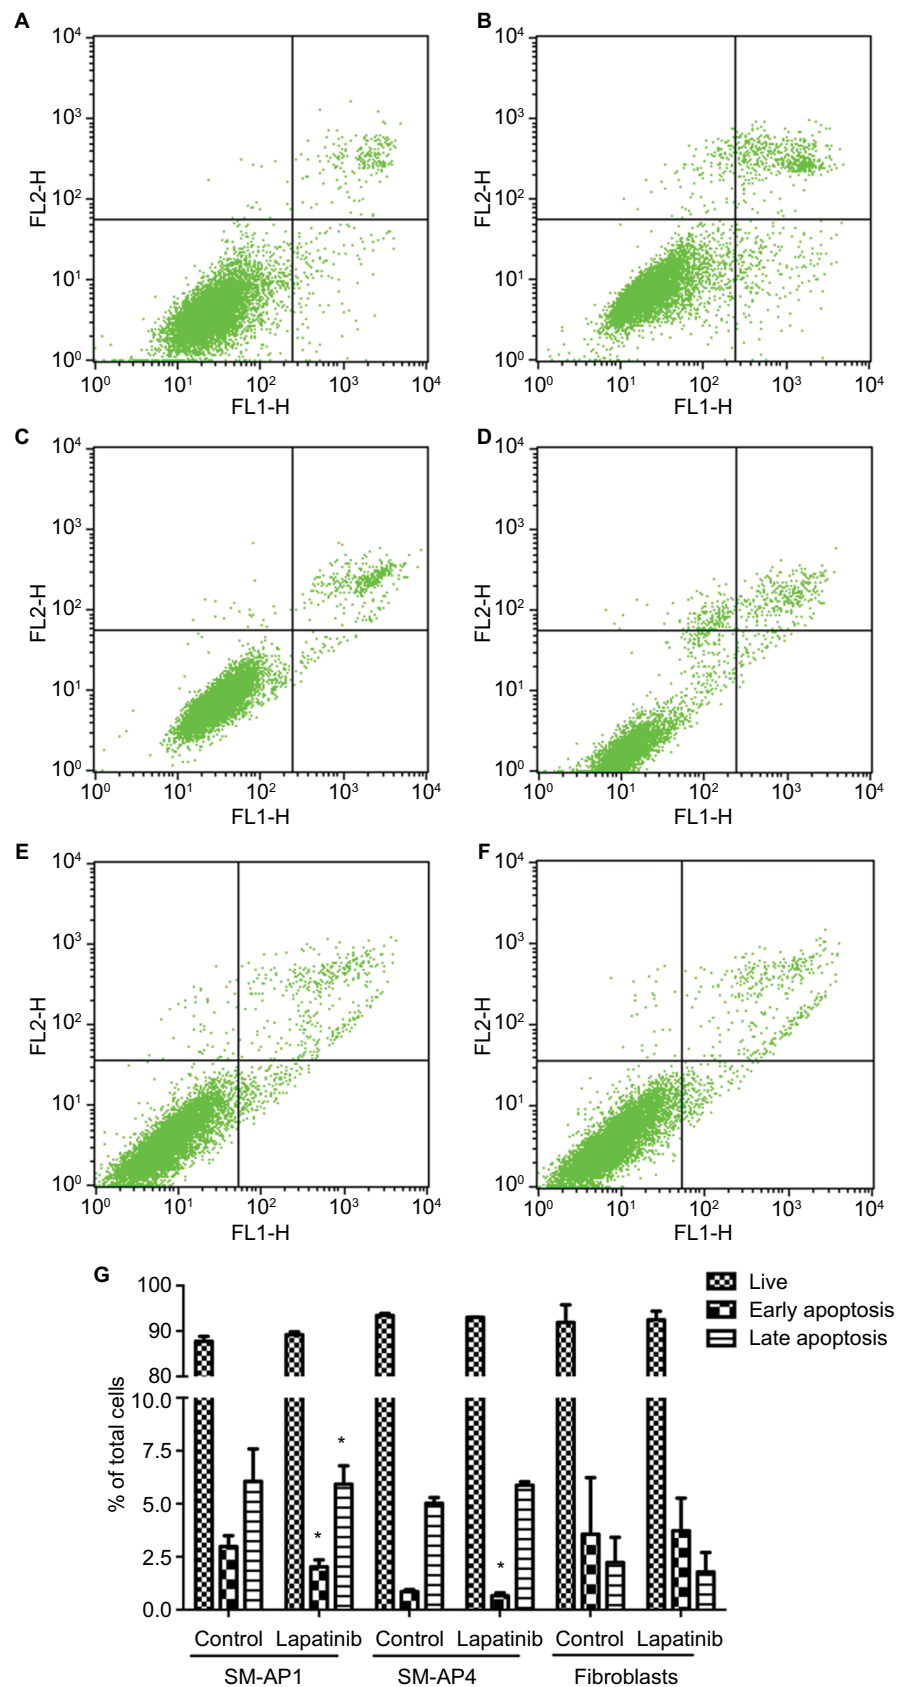 A
10⁴
10³
10²
10¹
10⁰
FL2-H
10⁰ 10¹ 10² 10³ 10⁴
FL1-H
B
10⁴
10³
10²
10¹
10⁰
FL2-H
10⁰ 10¹ 10² 10³ 10⁴
FL1-H
C
10⁴
10³
10²
10¹
10⁰
FL2-H
10⁰ 10¹ 10² 10³ 10⁴
FL1-H
D
10⁴
10³
10²
10¹
10⁰
FL2-H
10⁰ 10¹ 10² 10³ 10⁴
FL1-H
E
10⁴
10³
10²
10¹
10⁰
FL2-H
10⁰ 10¹ 10² 10³ 10⁴
FL1-H
F
10⁴
10³
10²
10¹
10⁰
FL2-H
10⁰ 10¹ 10² 10³ 10⁴
FL1-H
G
100
90
80
10.0
7.5
5.0
2.5
0.0
% of total cells
* * *
Live
Early apoptosis
Late apoptosis
Control Lapatinib Control Lapatinib Control Lapatinib
SM-AP1 SM-AP4 Fibroblasts